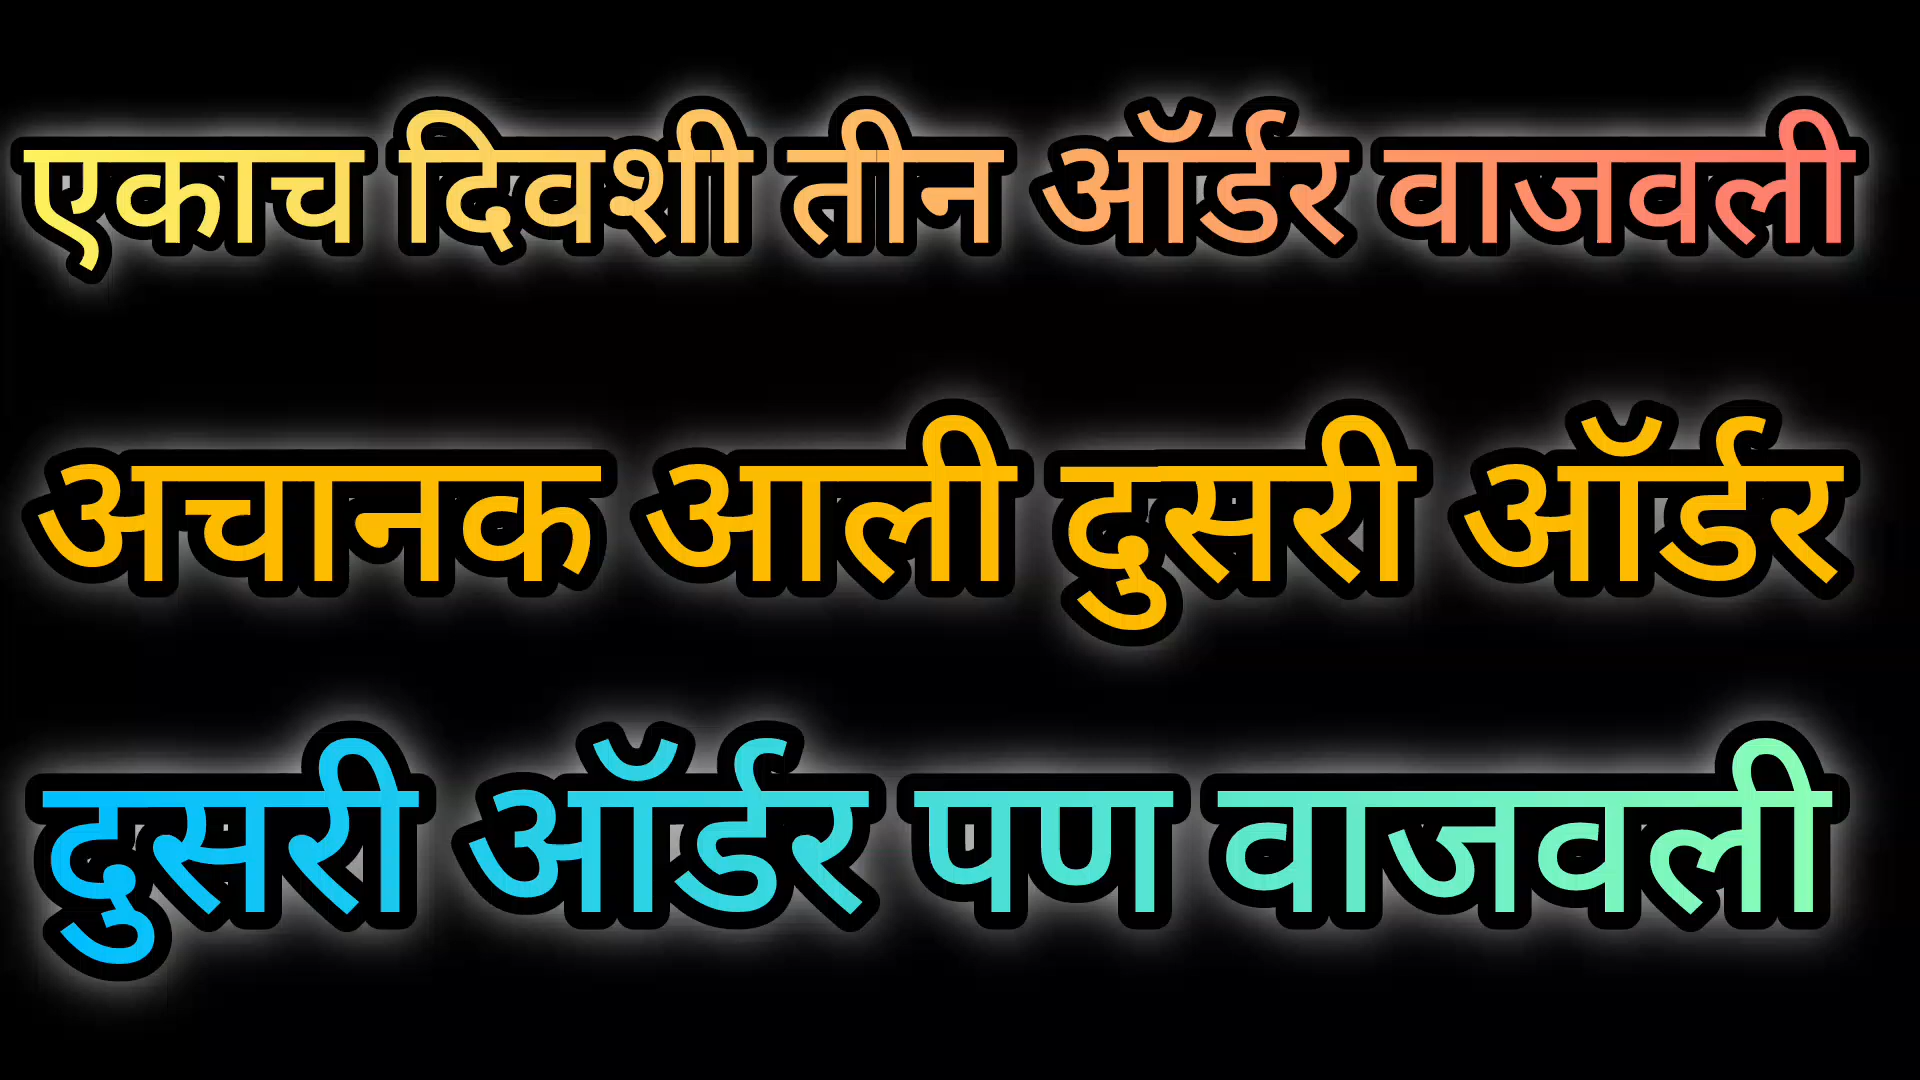 एकाच दिवशी तीन ऑर्डर वाजवली
अचानक आली दुसरी ऑर्डर
दुसरी ऑर्डर पण वाजवली